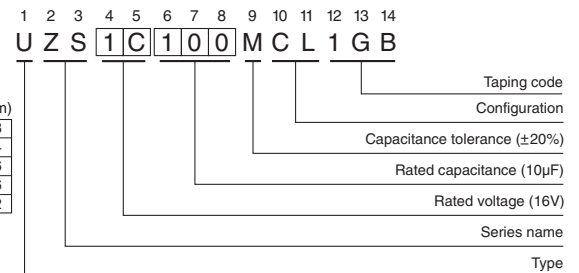 1 2 3 4 5 6 7 8 9 10 11 12 13 14
U Z S 1 C 1 0 0 M C L 1 G B
Taping code
Configuration
Capacitance tolerance (±20%)
Rated capacitance (10µF)
Rated voltage (16V)
Series name
Type